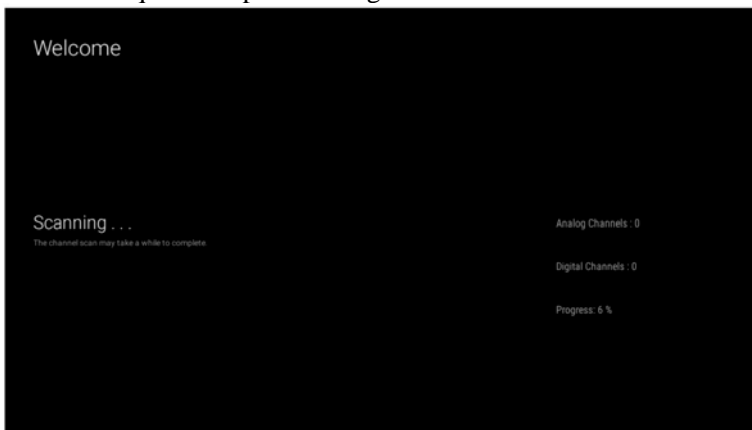 Welcome
Scanning . . .
The channel scan may take a while to complete.
Analog Channels : 0
Digital Channels : 0
Progress: 6 %